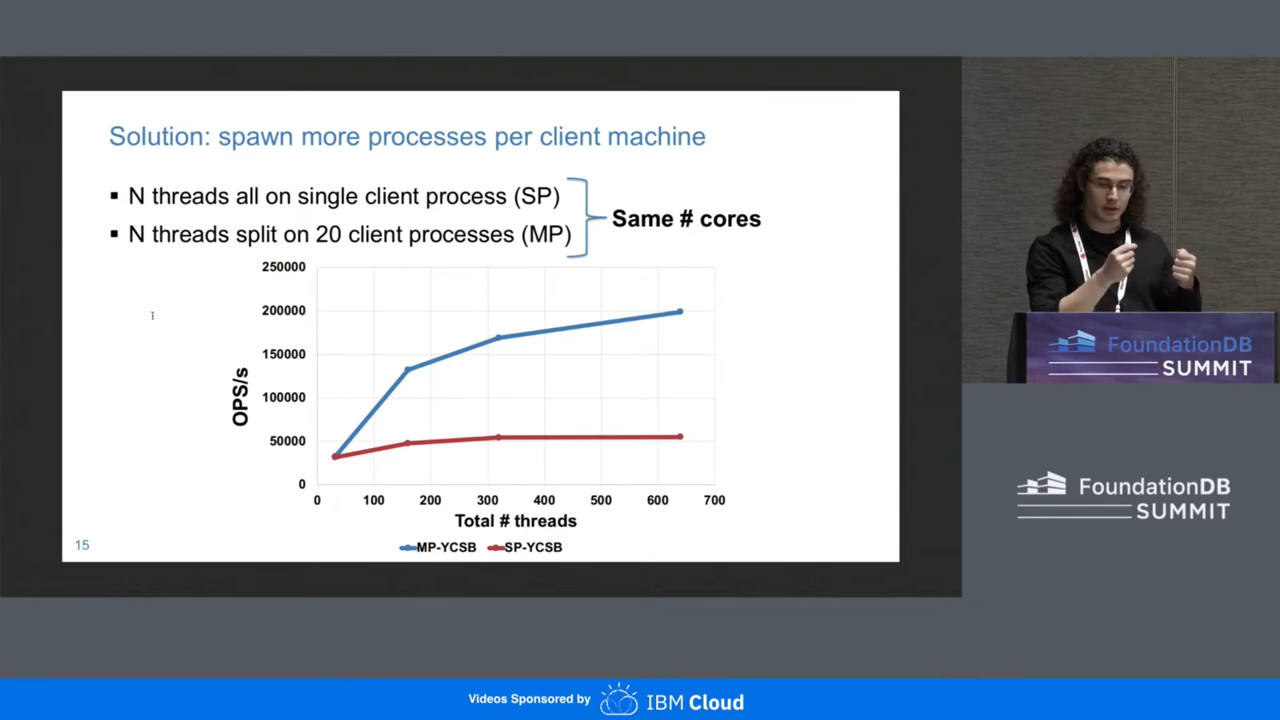 Solution: spawn more processes per client machine
▪ N threads all on single client process (SP)
▪ N threads split on 20 client processes (MP)
Same # cores
250000
200000
150000
100000
50000
0
OPS/s
0 100 200 300 400 500 600 700
Total # threads
MP-YCSB SP-YCSB
15
FoundationDB
SUMMIT
FoundationDB
SUMMIT
Videos Sponsored by IBM Cloud